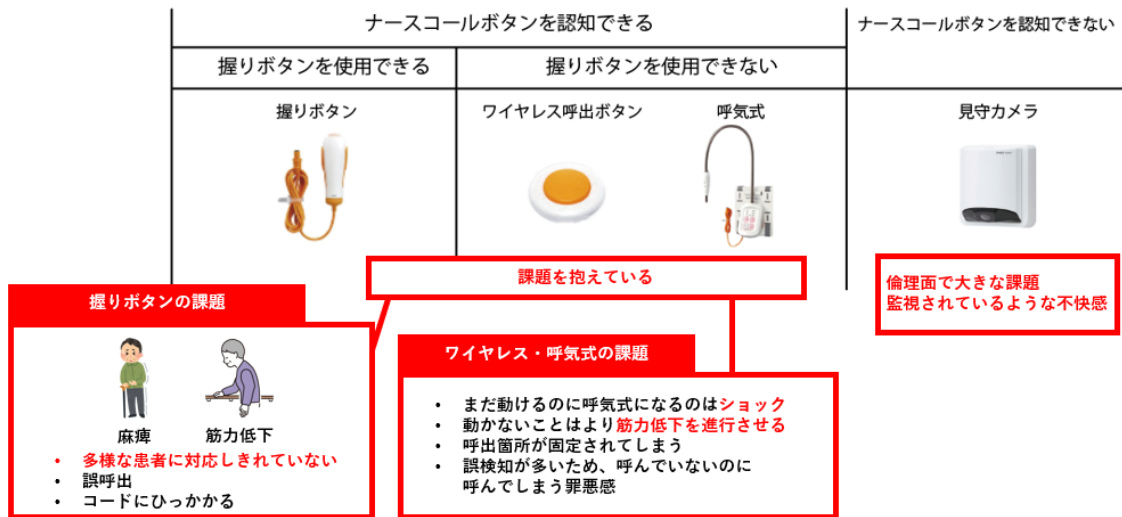 ナースコールボタンを認知できる
ナースコールボタンを認知できない
握りボタンを使用できる
握りボタンを使用できない
握りボタン
ワイヤレス呼出ボタン
呼気式
見守カメラ
課題を抱えている
倫理面で大きな課題
監視されているような不快感
握りボタンの課題
麻痺
筋力低下
• 多様な患者に対応しきれていない
• 誤呼出
• コードにひっかかる
ワイヤレス・呼気式の課題
• まだ動けるのに呼気式になるのはショック
• 動かないことはより筋力低下を進行させる
• 呼出箇所が固定されてしまう
• 誤検知が多いため、呼んでいないのに
呼んでしまう罪悪感